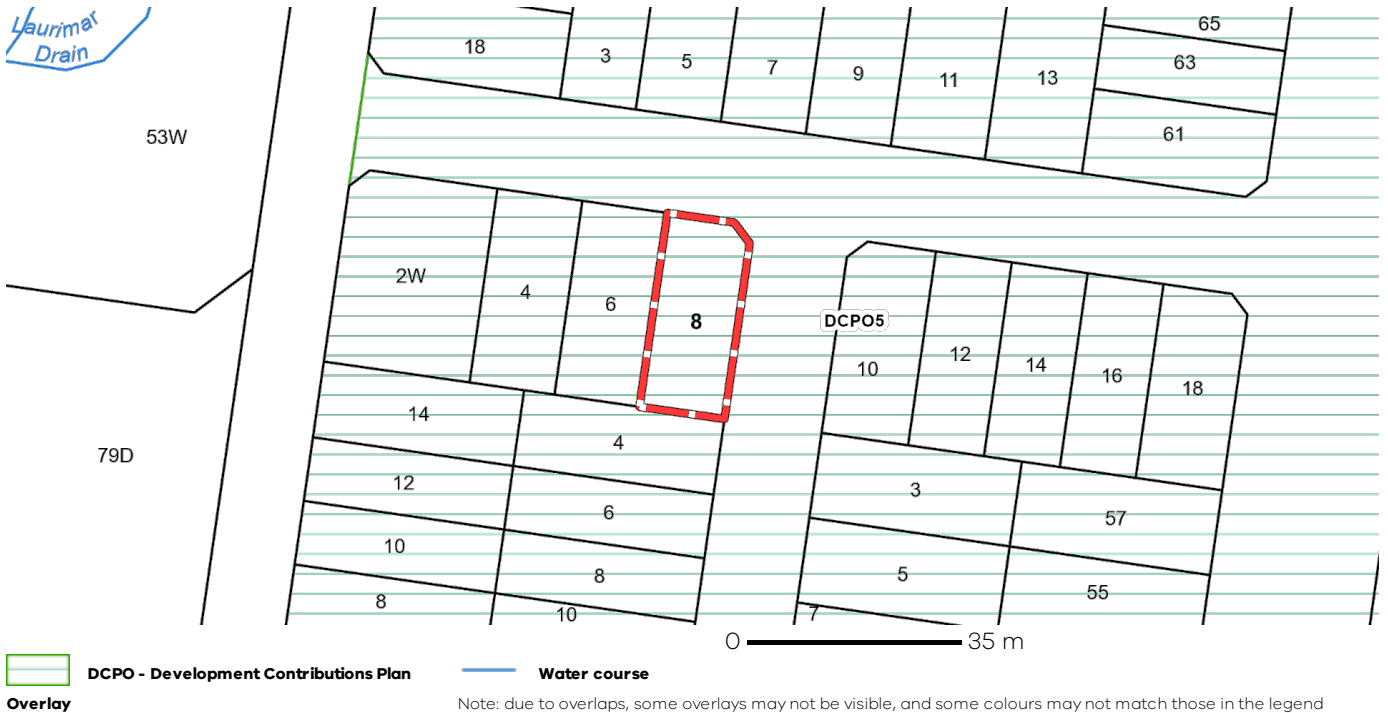 Laurimar
Drain
18
3
5
7
9
11
13
65
63
61
53W
2W
4
6
8
DCPO5
10
12
14
16
18
79D
14
4
12
6
10
8
8
10
3
57
5
55
7
0 35 m
DCPO - Development Contributions Plan
Overlay
Water course
Note: due to overlaps, some overlays may not be visible, and some colours may not match those in the legend